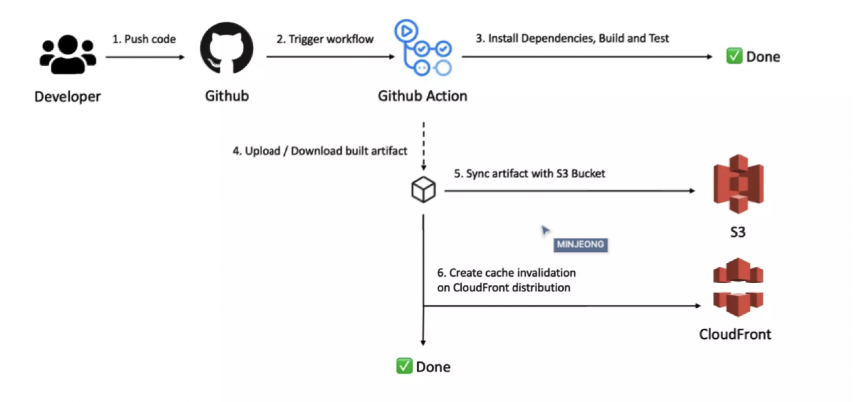 1. Push code
2. Trigger workflow
3. Install Dependencies, Build and Test
Done
Developer
Github
Github Action
4. Upload / Download built artifact
5. Sync artifact with S3 Bucket
S3
MINJEONG
6. Create cache invalidation
on CloudFront distribution
CloudFront
Done